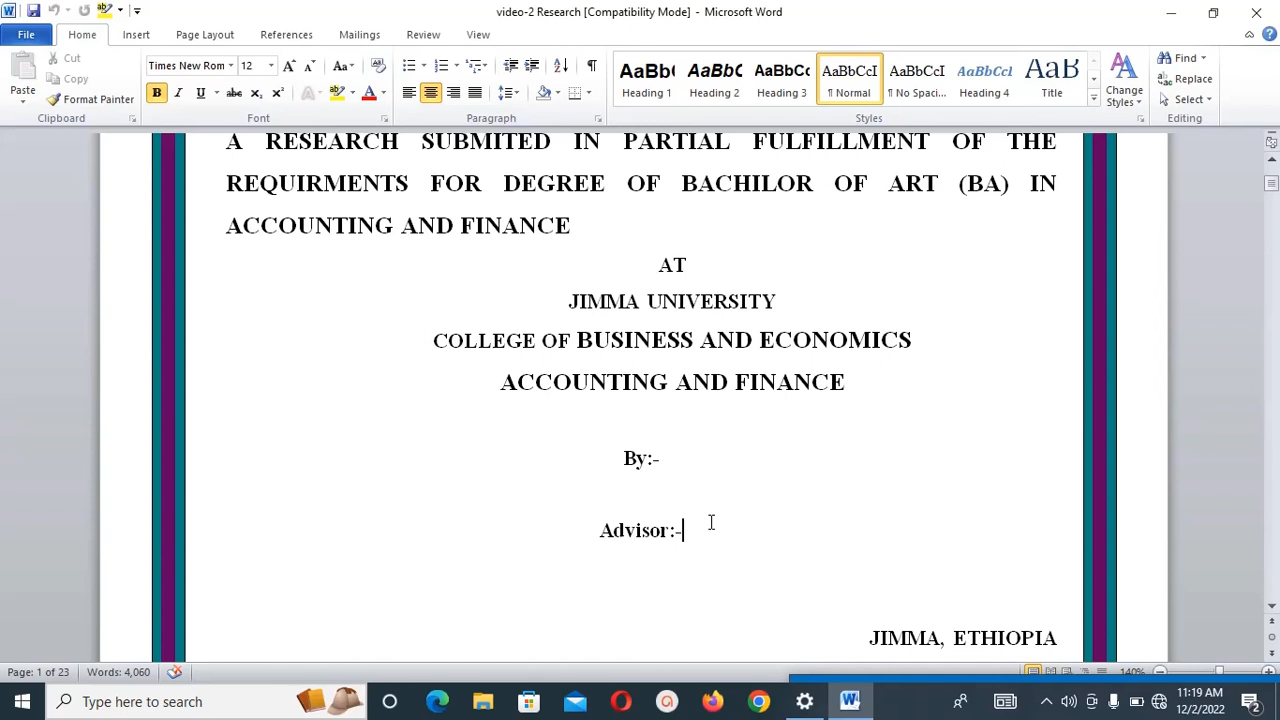 video-2 Research [Compatibility Mode] - Microsoft Word
File Home Insert Page Layout References Mailings Review View
Paste
Cut
Copy
Format Painter
Clipboard
Times New Rom 12
Font
Paragraph
AaBbC Heading 1
AaBbCc Heading 2
AaBbCc Heading 3
AaBbCcI ¶ Normal
AaBbCcI ¶ No Spaci...
AaBbCcI Heading 4
AaB Title
Change Styles
Styles
Find
Replace
Select
Editing
A RESEARCH SUBMITED IN PARTIAL FULFILLMENT OF THE
REQUIRMENTS FOR DEGREE OF BACHILOR OF ART (BA) IN
ACCOUNTING AND FINANCE
AT
JIMMA UNIVERSITY
COLLEGE OF BUSINESS AND ECONOMICS
ACCOUNTING AND FINANCE
By:-
Advisor:-
JIMMA, ETHIOPIA
Page: 1 of 23 Words: 4,060 140%
Type here to search
11:19 AM
12/2/2022
2